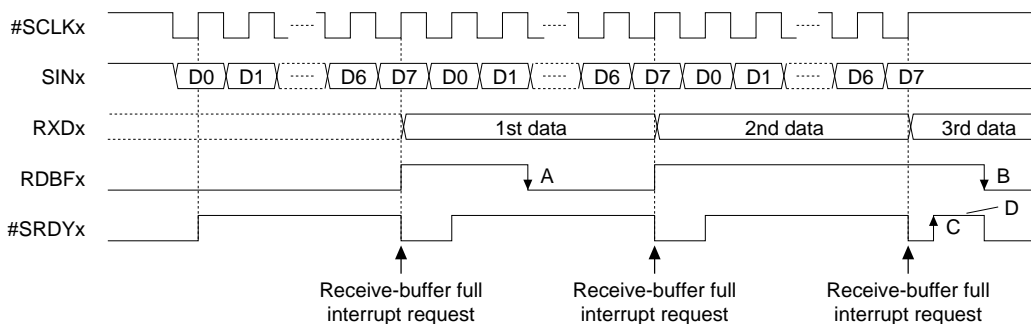 #SCLKx
SINx D0 D1 D6 D7 D0 D1 D6 D7 D0 D1 D6 D7
RXDx 1st data 2nd data 3rd data
RDBFx A B
D
#SRDYx C
Receive-buffer full Receive-buffer full Receive-buffer full
interrupt request interrupt request interrupt request